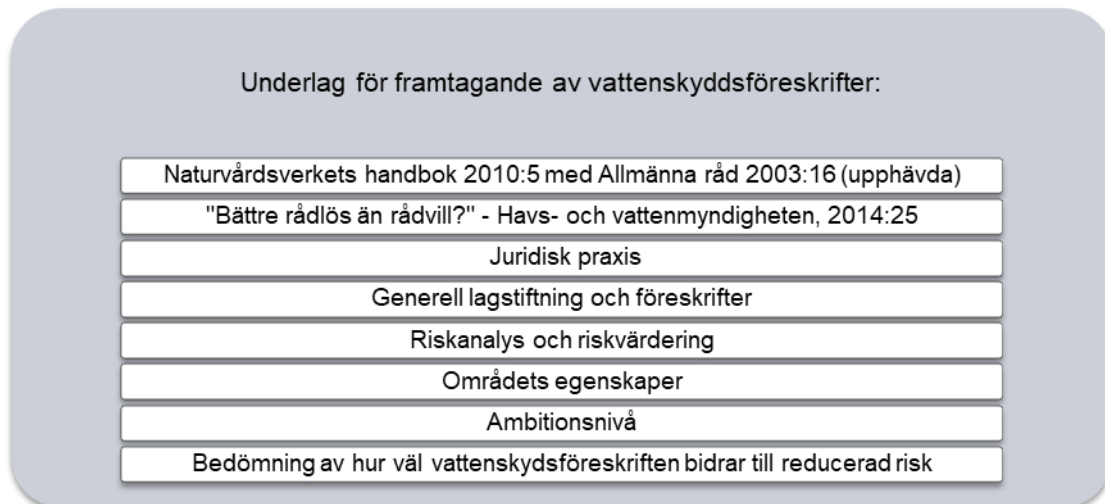 Underlag för framtagande av vattenskyddsföreskrifter:
Naturvårdsverkets handbok 2010:5 med Allmänna råd 2003:16 (upphävda)
"Bättre rådlös än rådvill?" - Havs- och vattenmyndigheten, 2014:25
Juridisk praxis
Generell lagstiftning och föreskrifter
Riskanalys och riskvärdering
Områdets egenskaper
Ambitionsnivå
Bedömning av hur väl vattenskydsföreskriften bidrar till reducerad risk